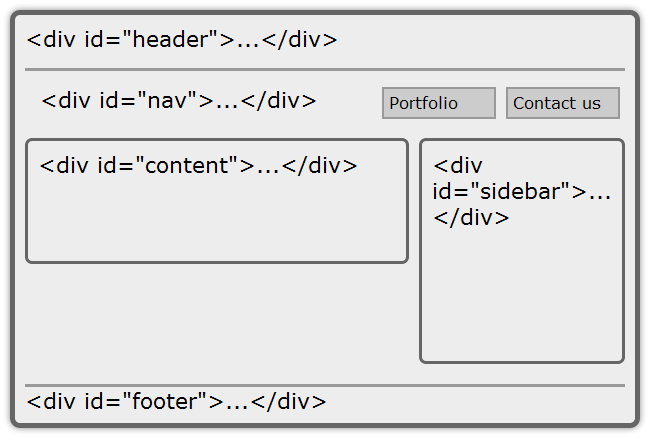 <div id="header">...</div>
<div id="nav">...</div>
Portfolio
Contact us
<div id="content">...</div>
<div
id="sidebar">...
</div>
<div id="footer">...</div>